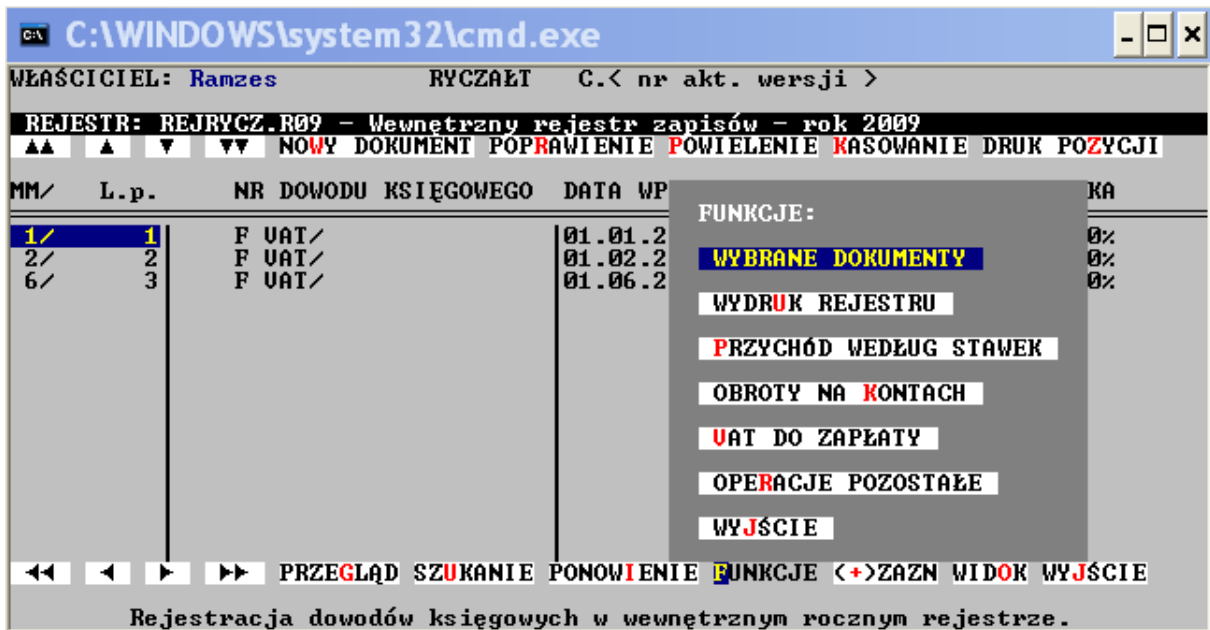 C:\WINDOWS\system32\cmd.exe
WŁAŚCICIEL: Ramzes RYCZAŁT C.< nr akt. wersji >
REJESTR: REJRYCZ.R09 - Wewnętrzny rejestr zapisów - rok 2009
NOWY DOKUMENT POPRAWIENIE POWIELENIE KASOWANIE DRUK POZYCJI
MM/ L.p. NR DOWODU KSIĘGOWEGO DATA WP KA
FUNKCJE:
1/ 1 F VAT/ 01.01.2 0%
WYBRANE DOKUMENTY
2/ 2 F VAT/ 01.02.2 0%
6/ 3 F VAT/ 01.06.2 0%
WYDRUK REJESTRU
PRZYCHÓD WEDŁUG STAWEK
OBROTY NA KONTACH
VAT DO ZAPŁATY
OPERACJE POZOSTAŁE
WYJŚCIE
PRZEGLĄD SZUKANIE PONOWIENIE FUNKCJE <+>ZAZN WIDOK WYJŚCIE
Rejestracja dowodów księgowych w wewnętrznym rocznym rejestrze.